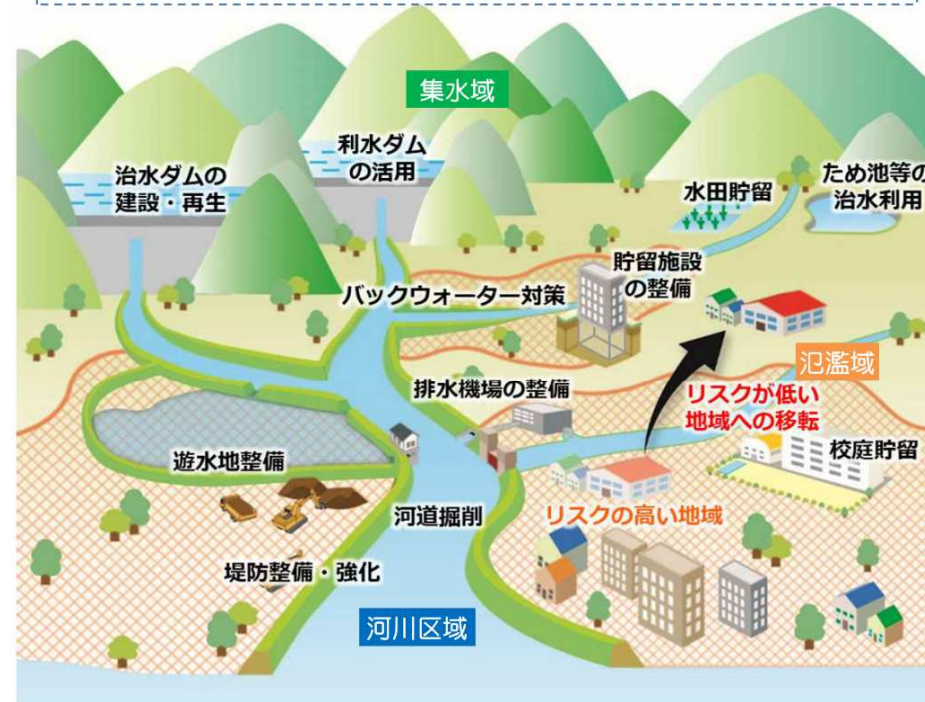 集水域
利水ダム
の活用
治水ダムの
建設・再生
水田貯留
ため池等の
治水利用
貯留施設
の整備
バックウォーター対策
氾濫域
排水機場の整備
リスクが低い
地域への移転
校庭貯留
遊水地整備
河道掘削
リスクの高い地域
堤防整備・強化
河川区域